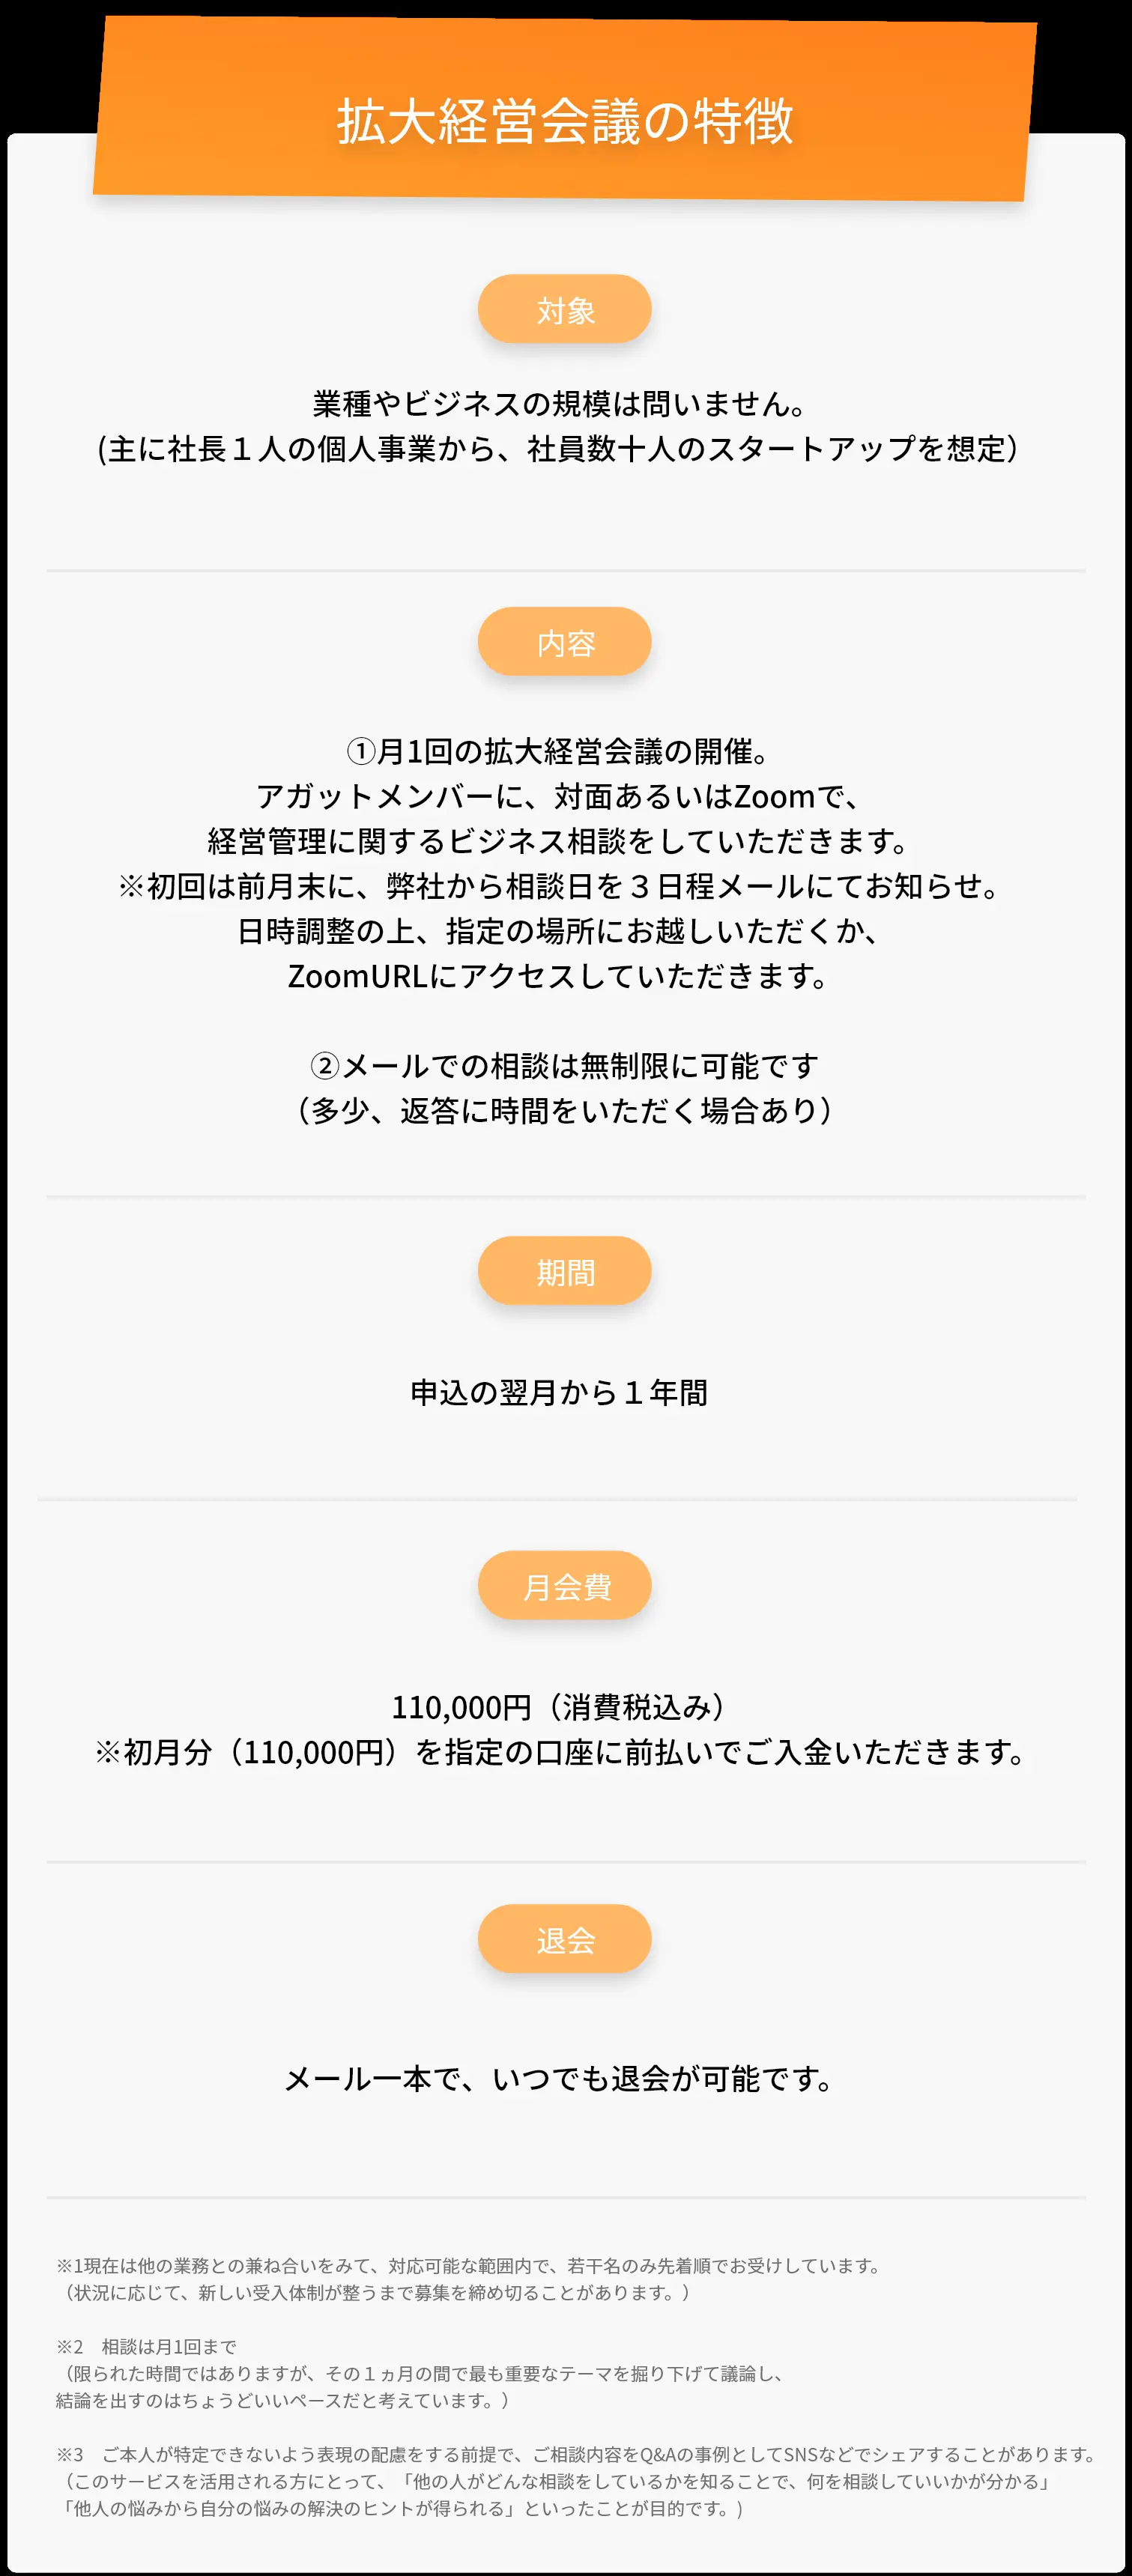 拡大経営会議の特徴
対象
業種やビジネスの規模は問いません。
(主に社長１人の個人事業から、社員数十人のスタートアップを想定）
内容
①月1回の拡大経営会議の開催。
アガットメンバーに、対面あるいはZoomで、
経営管理に関するビジネス相談をしていただきます。
※初回は前月末に、弊社から相談日を３日程メールにてお知らせ。
日時調整の上、指定の場所にお越しいただくか、
ZoomURLにアクセスしていただきます。
②メールでの相談は無制限に可能です
（多少、返答に時間をいただく場合あり）
期間
申込の翌月から１年間
月会費
110,000円（消費税込み）
※初月分（110,000円）を指定の口座に前払いでご入金いただきます。
退会
メール一本で、いつでも退会が可能です。
※1現在は他の業務との兼ね合いをみて、対応可能な範囲内で、若干名のみ先着順でお受けしています。
（状況に応じて、新しい受入体制が整うまで募集を締め切ることがあります。）
※2　相談は月1回まで
（限られた時間ではありますが、その１ヵ月の間で最も重要なテーマを掘り下げて議論し、
結論を出すのはちょうどいいペースだと考えています。）
※3　ご本人が特定できないよう表現の配慮をする前提で、ご相談内容をQ&Aの事例としてSNSなどでシェアすることがあります。
（このサービスを活用される方にとって、「他の人がどんな相談をしているかを知ることで、何を相談していいかが分かる」
「他人の悩みから自分の悩みの解決のヒントが得られる」といったことが目的です。)